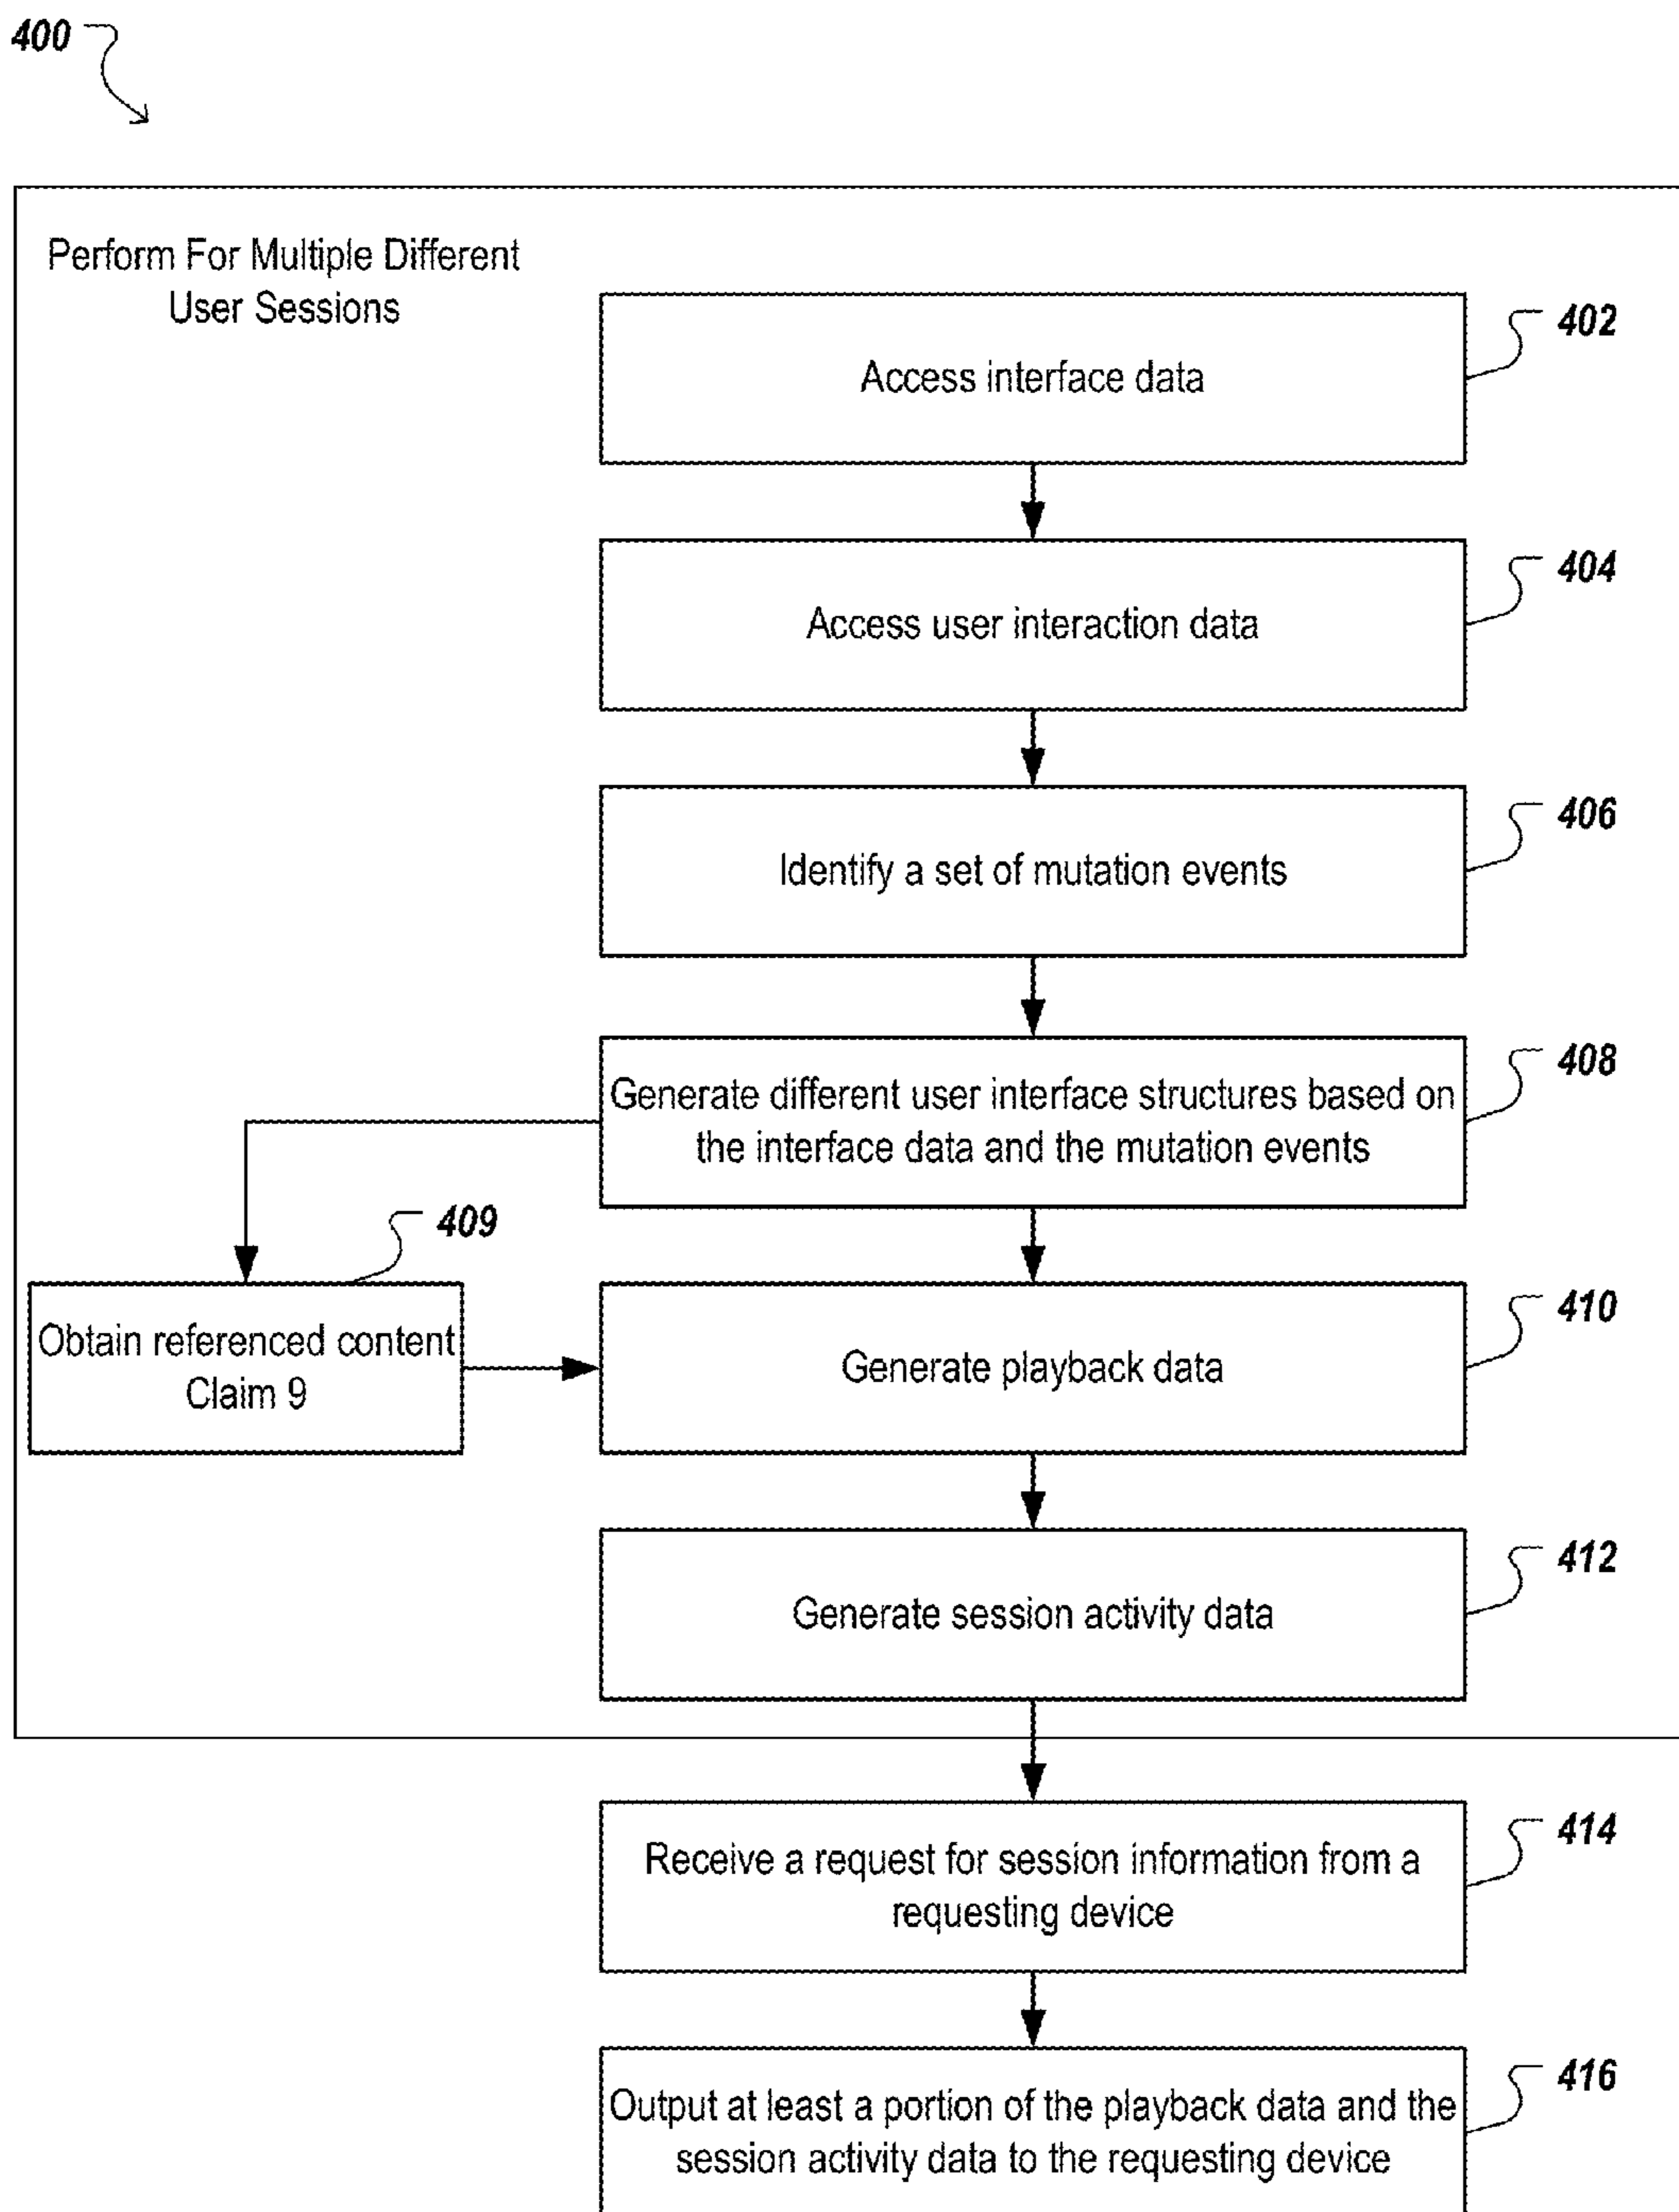 400
Perform For Multiple Different
User Sessions
Access interface data
402
Access user interaction data
404
Identify a set of mutation events
406
Generate different user interface structures based on
the interface data and the mutation events
408
409
Obtain referenced content
Claim 9
Generate playback data
410
Generate session activity data
412
Receive a request for session information from a
requesting device
414
Output at least a portion of the playback data and the
session activity data to the requesting device
416